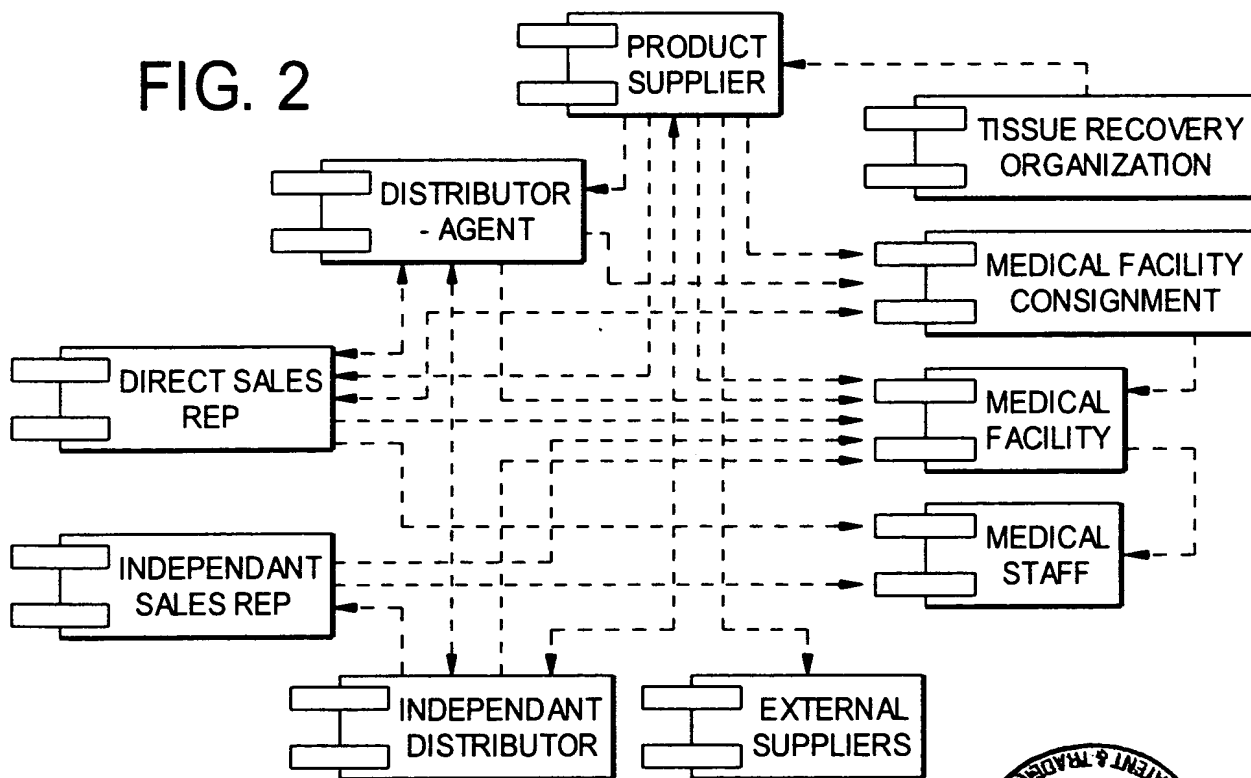 FIG. 2
PRODUCT
SUPPLIER
TISSUE RECOVERY
ORGANIZATION
DISTRIBUTOR
- AGENT
MEDICAL FACILITY
CONSIGNMENT
DIRECT SALES
REP
MEDICAL
FACILITY
MEDICAL
STAFF
INDEPENDANT
SALES REP
INDEPENDANT
DISTRIBUTOR
EXTERNAL
SUPPLIERS